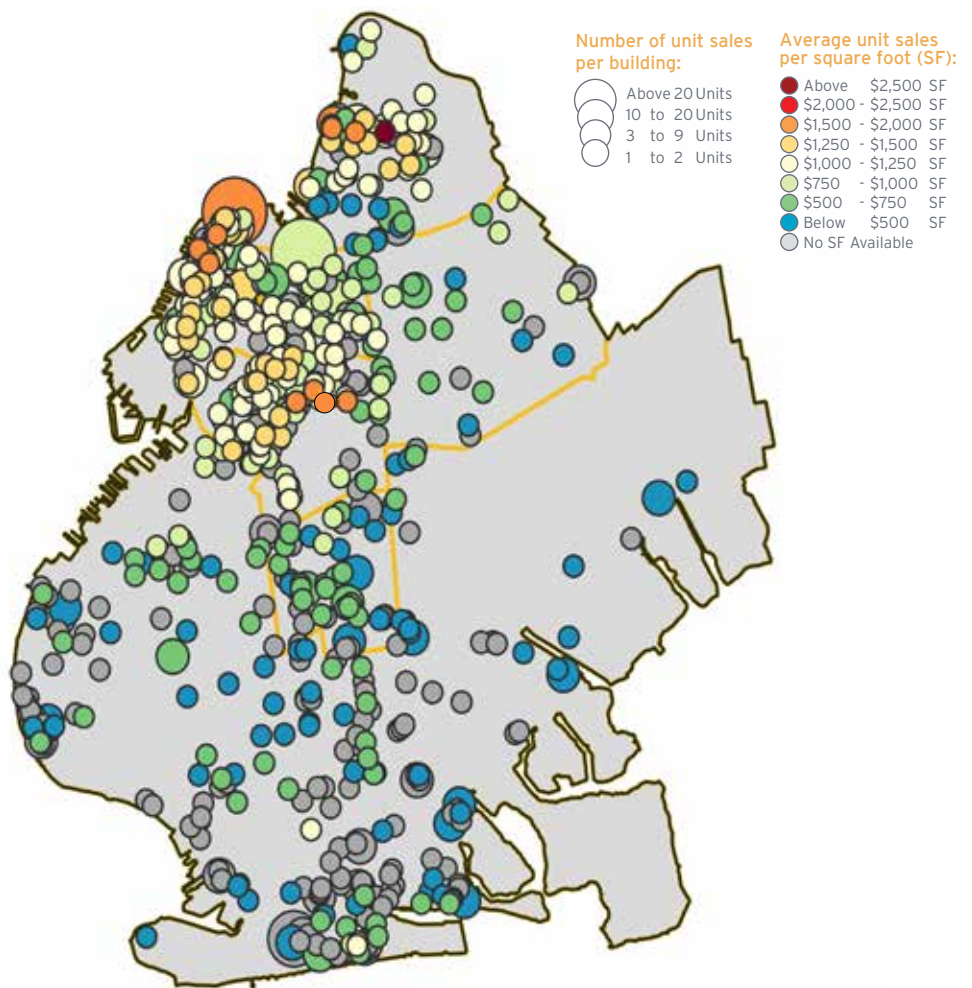 Number of unit sales
per building:
Above 20 Units
10 to 20 Units
3 to 9 Units
1 to 2 Units
Average unit sales
per square foot (SF):
Above $2,500 SF
$2,000 - $2,500 SF
$1,500 - $2,000 SF
$1,250 - $1,500 SF
$1,000 - $1,250 SF
$750 - $1,000 SF
$500 - $750 SF
Below $500 SF
No SF Available